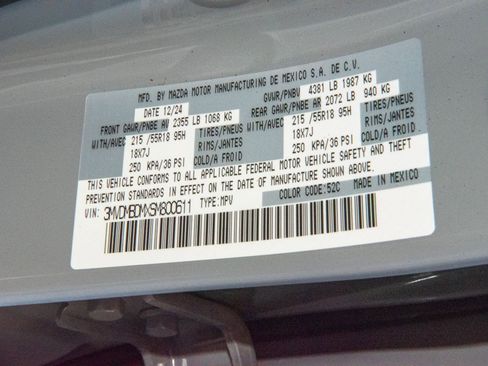 MFD. BY MAZDA MOTOR MANUFACTURING DE MEXICO S.A. DE C.V.
DATE 12/24 GVWR/PNBV 4381 LB 1987 KG
FRONT GAWR/PNBE AV 2355 LB 1068 KG REAR GAWR/PNBE AR 2072 LB 940 KG
WITH/AVEC 215 /55R18 95H TIRES/PNEUS WITH/AVEC 215 /55R18 95H TIRES/PNEUS
18X7J RIMS/JANTES 18X7J RIMS/JANTES
250 KPA/36 PSI COLD/A FROID 250 KPA/36 PSI COLD/A FROID
THIS VEHICLE CONFORMS TO ALL APPLICABLE FEDERAL MOTOR VEHICLE SAFETY AND THEFT
PREVENTION STANDARDS IN EFFECT ON THE DATE OF MANUFACTURE SHOWN ABOVE.
VIN: 3MVDMBDMXSM800611 TYPE:MPV COLOR CODE:52C MADE IN MEXICO